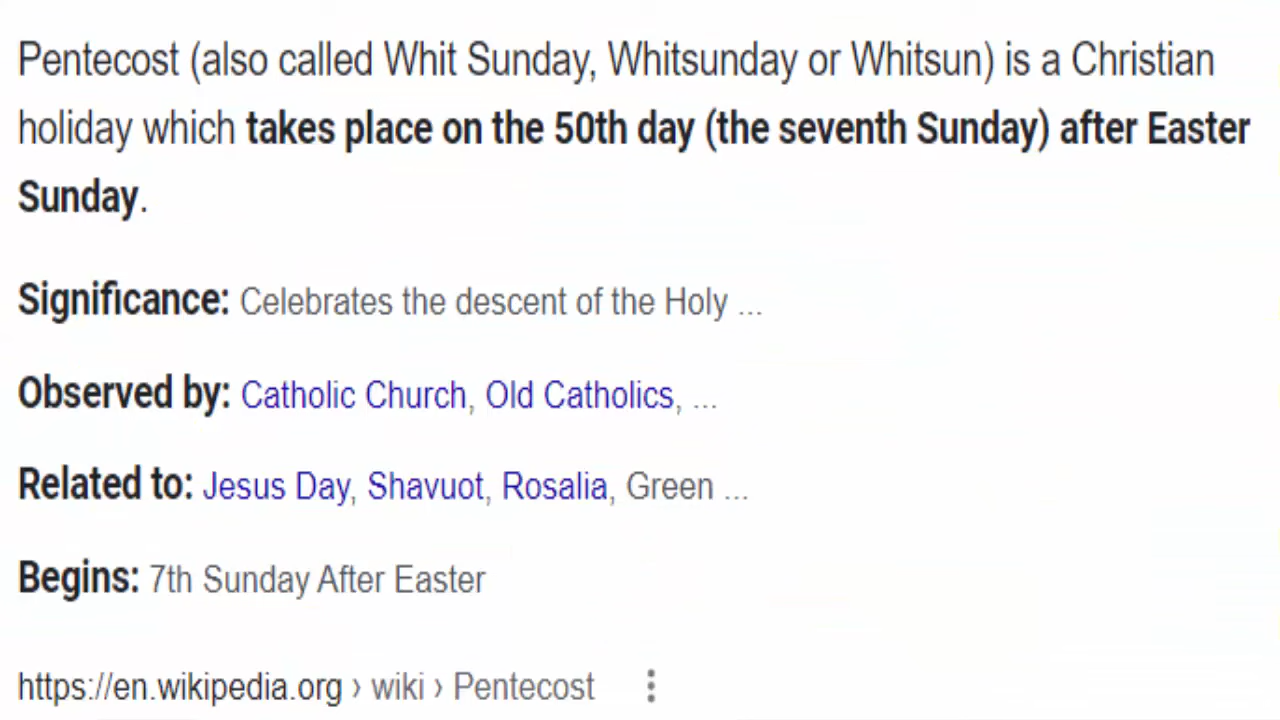 Pentecost (also called Whit Sunday, Whitsunday or Whitsun) is a Christian
holiday which takes place on the 50th day (the seventh Sunday) after Easter
Sunday.
Significance: Celebrates the descent of the Holy ...
Observed by: Catholic Church, Old Catholics, ...
Related to: Jesus Day, Shavuot, Rosalia, Green ...
Begins: 7th Sunday After Easter
https://en.wikipedia.org › wiki › Pentecost